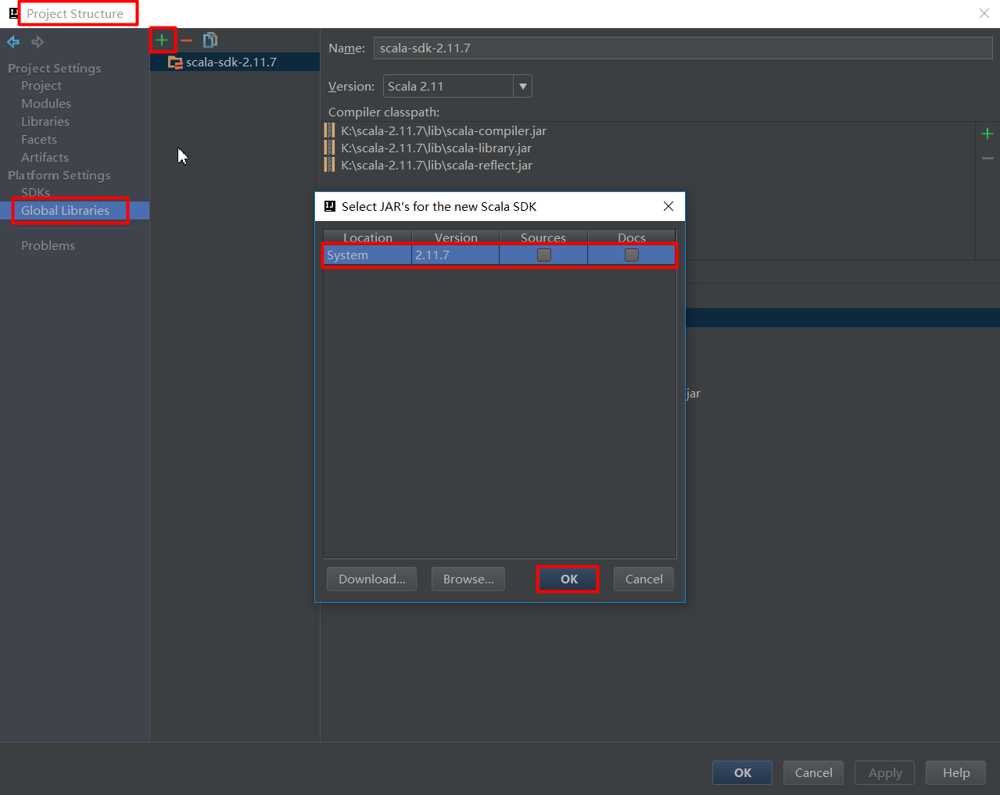 Project Structure
Project Settings
Project
Modules
Libraries
Facets
Artifacts
Platform Settings
SDKs
Global Libraries
Problems
scala-sdk-2.11.7
Name: scala-sdk-2.11.7
Version: Scala 2.11
Compiler classpath:
K:\scala-2.11.7\lib\scala-compiler.jar
K:\scala-2.11.7\lib\scala-library.jar
K:\scala-2.11.7\lib\scala-reflect.jar
IJ Select JAR's for the new Scala SDK
Location Version Sources Docs
System 2.11.7
jar
Download... Browse... OK Cancel
OK Cancel Apply Help